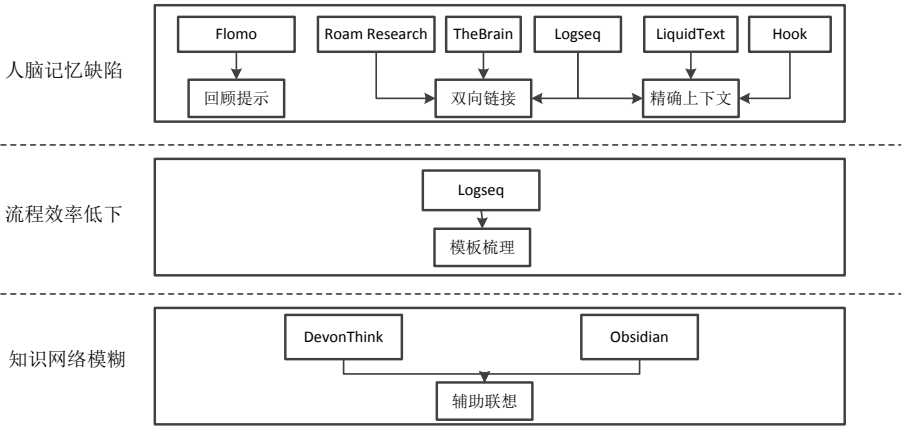 人脑记忆缺陷
Flomo
Roam Research
TheBrain
Logseq
LiquidText
Hook
回顾提示
双向链接
精确上下文
流程效率低下
Logseq
模板梳理
知识网络模糊
DevonThink
Obsidian
辅助联想